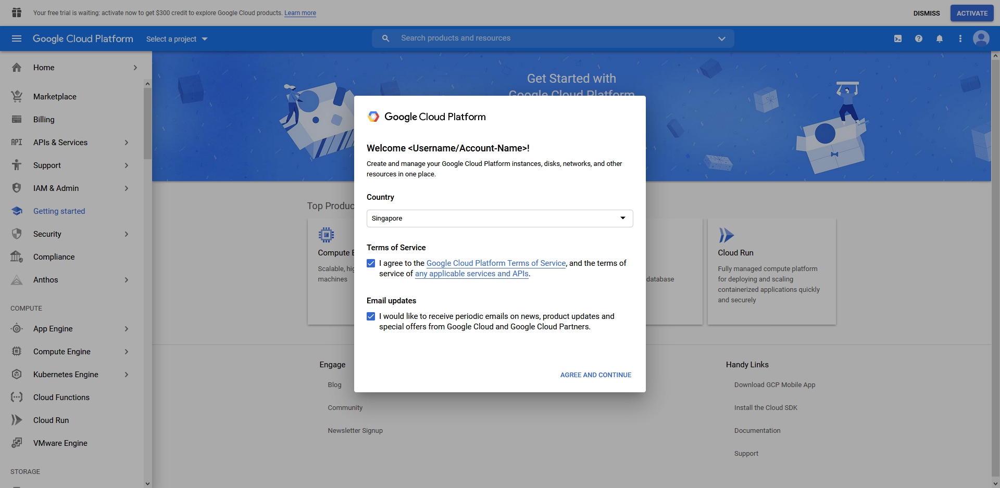 Your free trial is waiting: activate now to get $300 credit to explore Google Cloud products. Learn more
DISMISS
ACTIVATE
Google Cloud Platform
Select a project
Search products and resources
Home
Marketplace
Billing
API
APIs & Services
Support
IAM & Admin
Getting started
Security
Compliance
Anthos
COMPUTE
App Engine
Compute Engine
Kubernetes Engine
Cloud Functions
Cloud Run
VMware Engine
STORAGE
Get Started with
Google Cloud Platform
Top Produc
Compute E
Scalable, hig
machines
database
Cloud Run
Fully managed compute platform
for deploying and scaling
containerized applications quickly
and securely
Google Cloud Platform
Welcome <Username/Account-Name>!
Create and manage your Google Cloud Platform instances, disks, networks, and other
resources in one place.
Country
Singapore
Terms of Service
I agree to the Google Cloud Platform Terms of Service, and the terms of
service of any applicable services and APIs.
Email updates
I would like to receive periodic emails on news, product updates and
special offers from Google Cloud and Google Cloud Partners.
AGREE AND CONTINUE
Engage
Blog
Community
Newsletter Signup
Handy Links
Download GCP Mobile App
Install the Cloud SDK
Documentation
Support